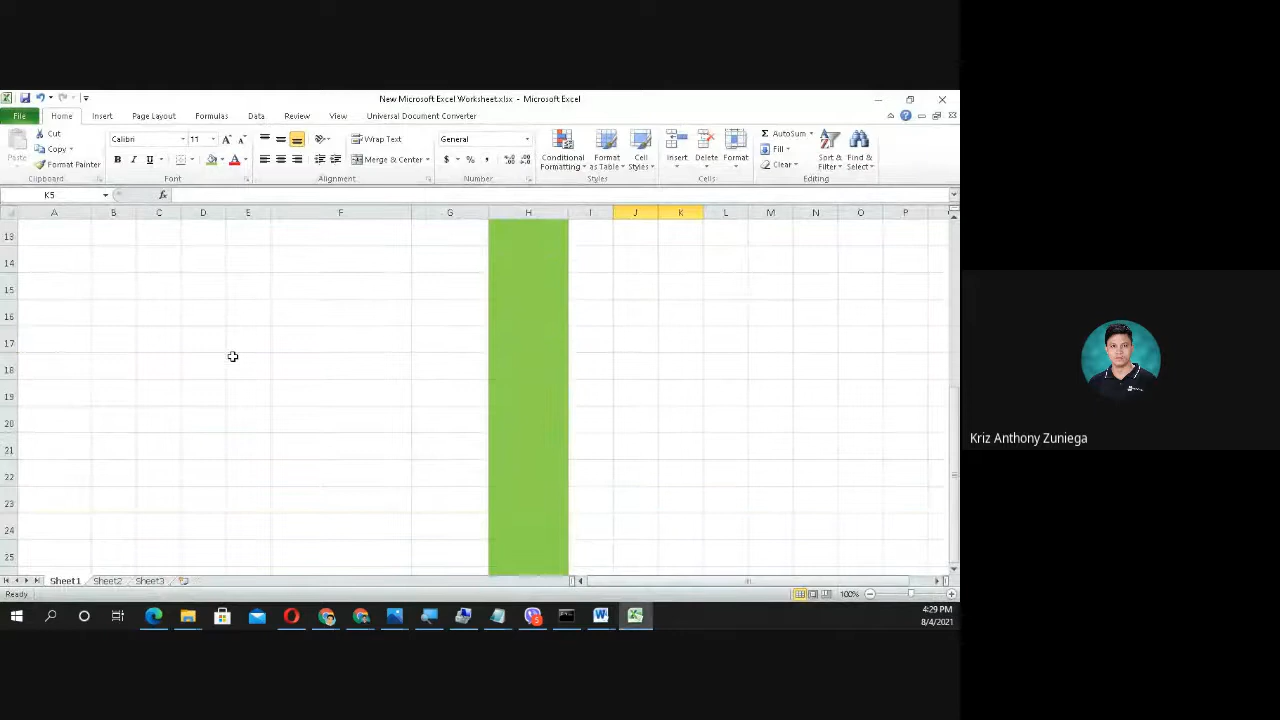 New Microsoft Excel Worksheet.xlsx - Microsoft Excel
File Home Insert Page Layout Formulas Data Review View Universal Document Converter
Cut
Copy
Format Painter
Paste
Clipboard
Calibri 11
B I U A
Font
Wrap Text
Merge & Center
Alignment
General
$ % ,
Number
Conditional Formatting
Format as Table
Cell Styles
Styles
Insert Delete Format
Cells
AutoSum
Fill
Clear
Sort & Filter
Find & Select
Editing
K5 fx
A B C D E F G H I J K L M N O P
13
14
15
16
17
18
19
20
21
22
23
24
25
Sheet1 Sheet2 Sheet3
Ready 100%
5
4:29 PM
8/4/2021
Kriz Anthony Zuniega